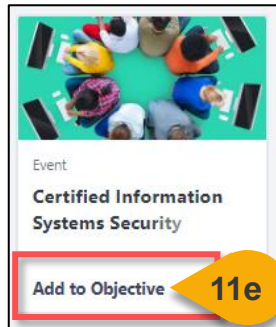 Event
Certified Information
Systems Security
Add to Objective
11e